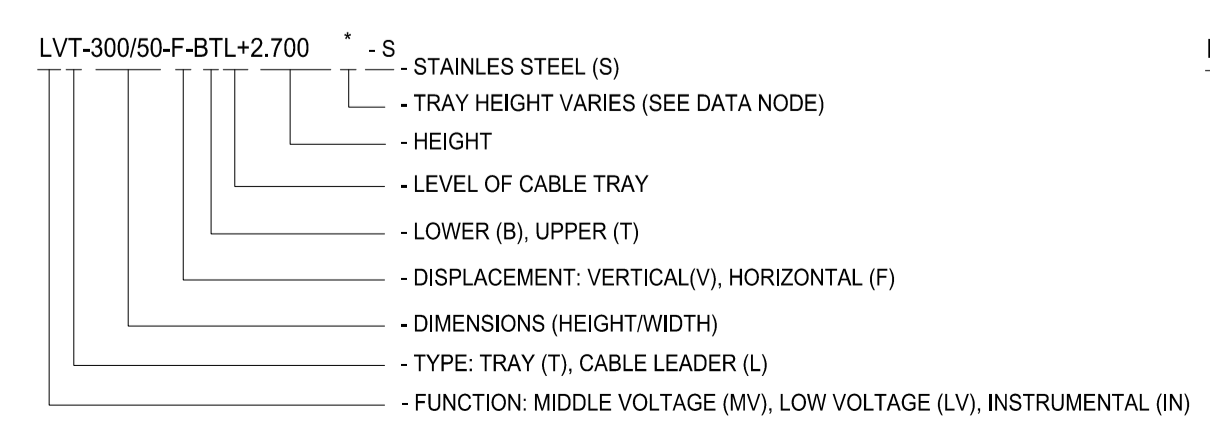 LVT-300/50-F-BTL+2.700 * - S
- STAINLES STEEL (S)
- TRAY HEIGHT VARIES (SEE DATA NODE)
- HEIGHT
- LEVEL OF CABLE TRAY
- LOWER (B), UPPER (T)
- DISPLACEMENT: VERTICAL(V), HORIZONTAL (F)
- DIMENSIONS (HEIGHT/WIDTH)
- TYPE: TRAY (T), CABLE LEADER (L)
- FUNCTION: MIDDLE VOLTAGE (MV), LOW VOLTAGE (LV), INSTRUMENTAL (IN)